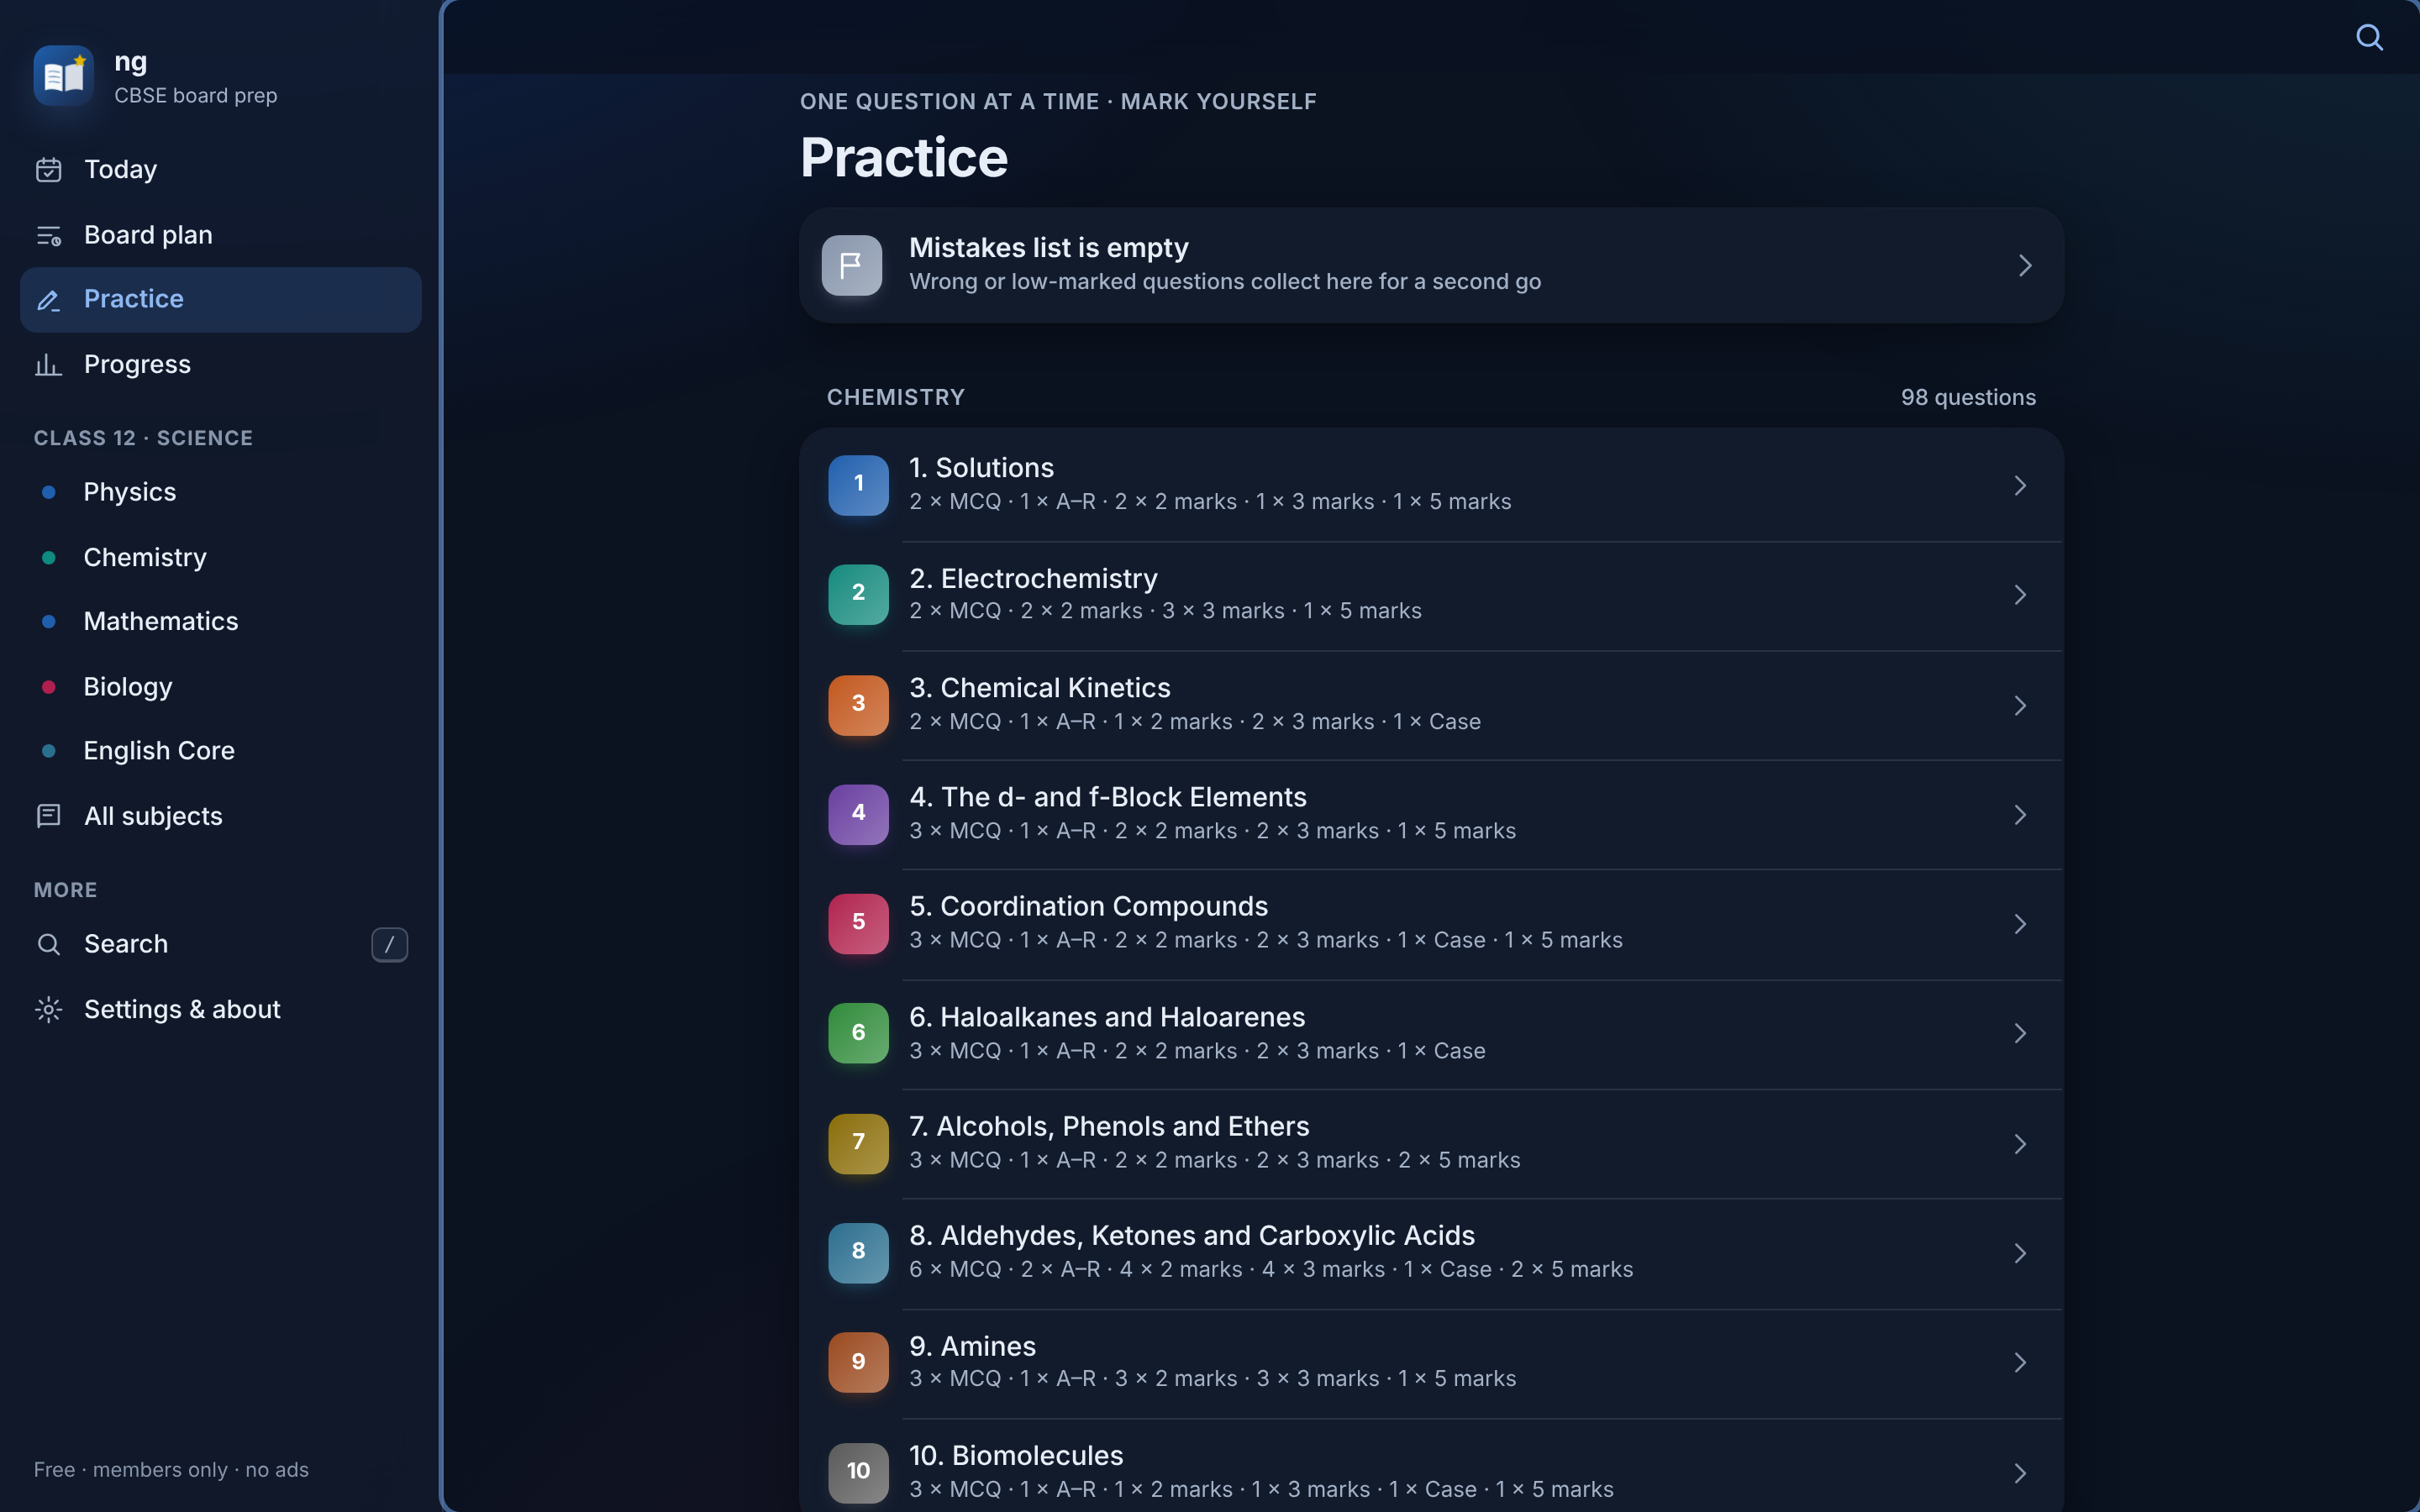 ng
CBSE board prep
Today
Board plan
Practice
Progress
CLASS 12 · SCIENCE
Physics
Chemistry
Mathematics
Biology
English Core
All subjects
MORE
Search /
Settings & about
Free · members only · no ads
ONE QUESTION AT A TIME · MARK YOURSELF
Practice
Mistakes list is empty
Wrong or low-marked questions collect here for a second go
CHEMISTRY 98 questions
1 1. Solutions
2 × MCQ · 1 × A–R · 2 × 2 marks · 1 × 3 marks · 1 × 5 marks
2 2. Electrochemistry
2 × MCQ · 2 × 2 marks · 3 × 3 marks · 1 × 5 marks
3 3. Chemical Kinetics
2 × MCQ · 1 × A–R · 1 × 2 marks · 2 × 3 marks · 1 × Case
4 4. The d- and f-Block Elements
3 × MCQ · 1 × A–R · 2 × 2 marks · 2 × 3 marks · 1 × 5 marks
5 5. Coordination Compounds
3 × MCQ · 1 × A–R · 2 × 2 marks · 2 × 3 marks · 1 × Case · 1 × 5 marks
6 6. Haloalkanes and Haloarenes
3 × MCQ · 1 × A–R · 2 × 2 marks · 2 × 3 marks · 1 × Case
7 7. Alcohols, Phenols and Ethers
3 × MCQ · 1 × A–R · 2 × 2 marks · 2 × 3 marks · 2 × 5 marks
8 8. Aldehydes, Ketones and Carboxylic Acids
6 × MCQ · 2 × A–R · 4 × 2 marks · 4 × 3 marks · 1 × Case · 2 × 5 marks
9 9. Amines
3 × MCQ · 1 × A–R · 3 × 2 marks · 3 × 3 marks · 1 × 5 marks
10 10. Biomolecules
3 × MCQ · 1 × A–R · 1 × 2 marks · 1 × 3 marks · 1 × Case · 1 × 5 marks